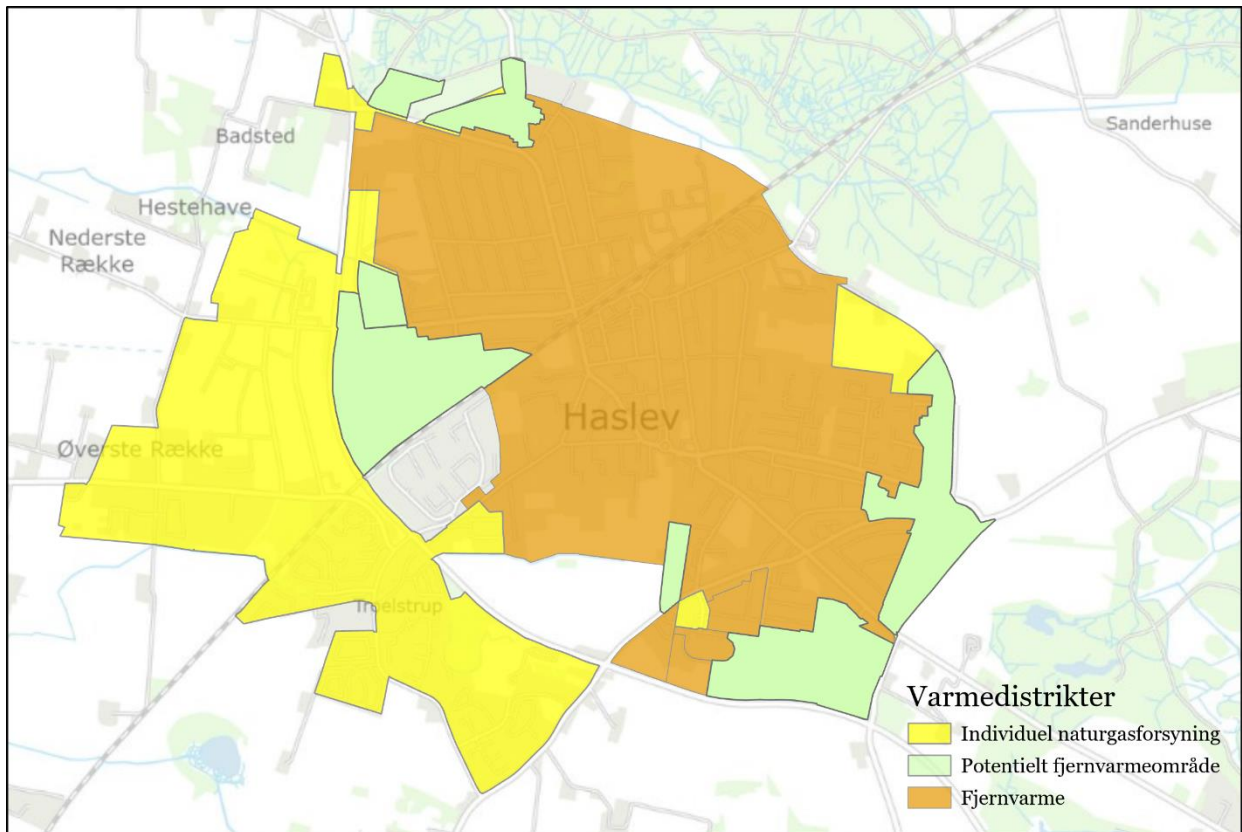 Badsted
Sanderhuse
Hestehave
Nederste
Række
Haslev
Øverste Række
Troelstrup
Varmedistrikter
Individuel naturgasforsyning
Potentielt fjernvarmeområde
Fjernvarme